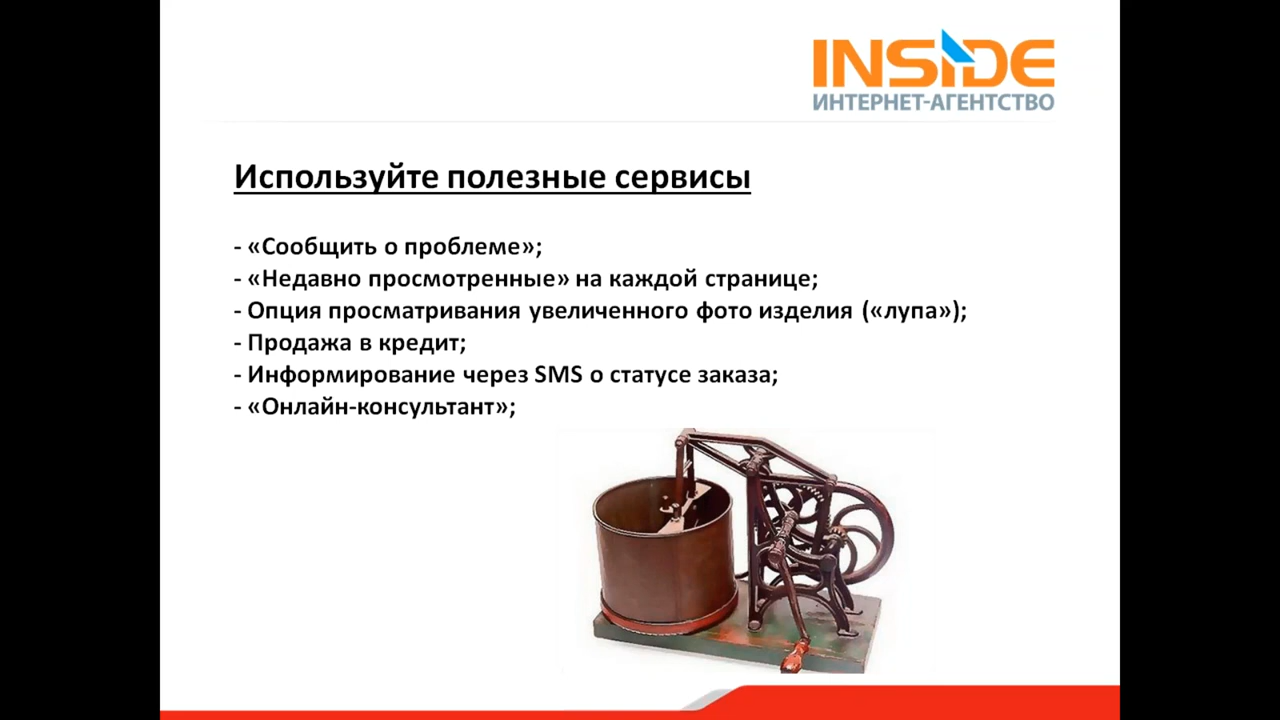 INSIDE
ИНТЕРНЕТ-АГЕНТСТВО
Используйте полезные сервисы
- «Сообщить о проблеме»;
- «Недавно просмотренные» на каждой странице;
- Опция просматривания увеличенного фото изделия («лупа»);
- Продажа в кредит;
- Информирование через SMS о статусе заказа;
- «Онлайн-консультант»;